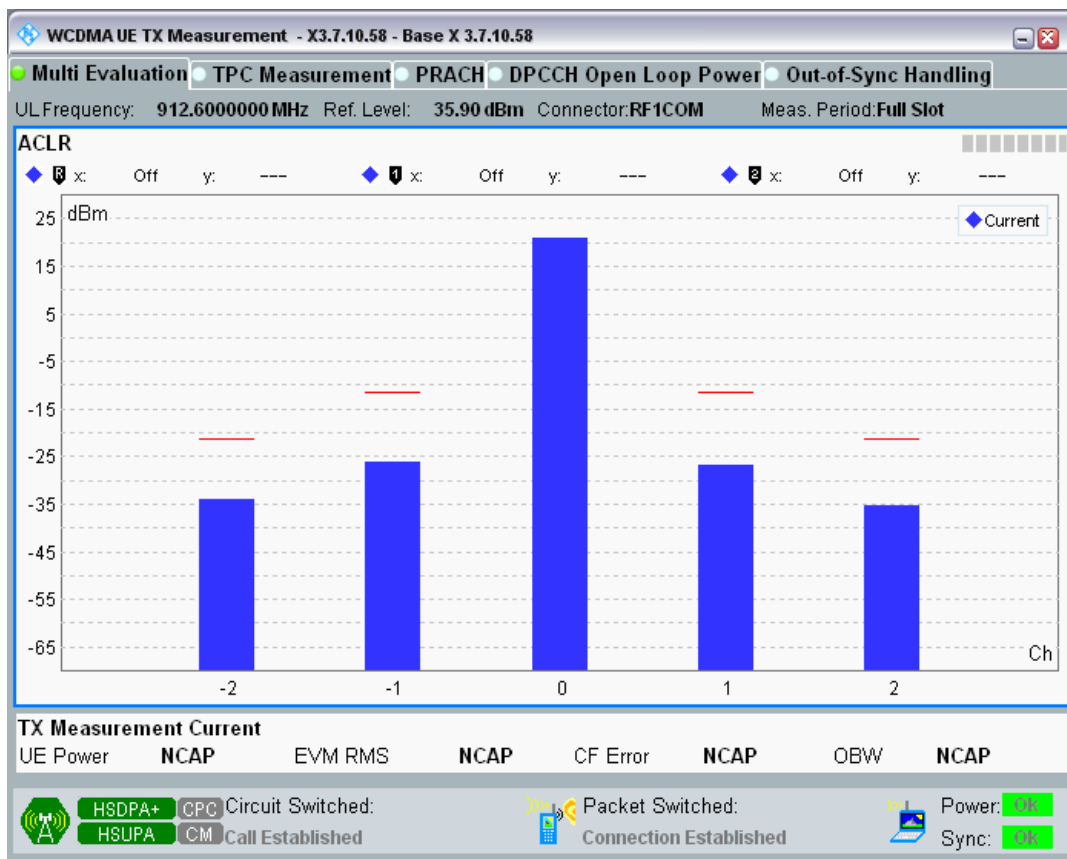 WCDMA UE TX Measurement - X3.7.10.58 - Base X 3.7.10.58
Multi Evaluation TPC Measurement PRACH DPCCH Open Loop Power Out-of-Sync Handling
UL Frequency: 912.6000000 MHz Ref. Level: 35.90 dBm Connector:RF1COM Meas. Period:Full Slot
ACLR
R x: Off y: --- 1 x: Off y: --- 2 x: Off y: ---
dBm
Current
25
15
5
-5
-15
-25
-35
-45
-55
-65
Ch
-2 -1 0 1 2
TX Measurement Current
UE Power NCAP EVM RMS NCAP CF Error NCAP OBW NCAP
HSDPA+ CPC Circuit Switched: Packet Switched: Power: OK
HSUPA CM Call Established Connection Established Sync: OK